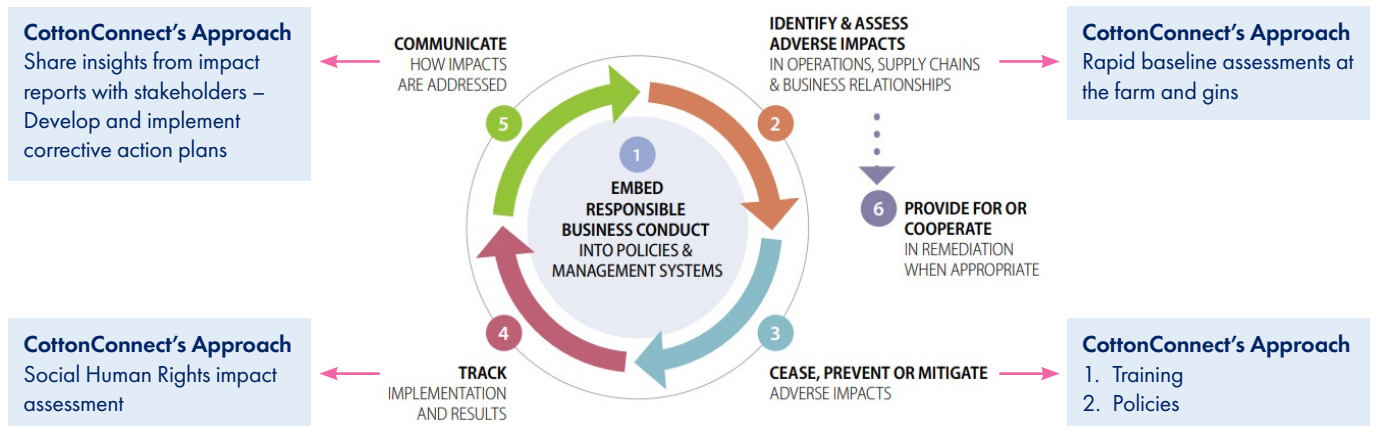 CottonConnect’s Approach
Share insights from impact
reports with stakeholders –
Develop and implement
corrective action plans
COMMUNICATE
HOW IMPACTS
ARE ADDRESSED
5
IDENTIFY & ASSESS
ADVERSE IMPACTS
IN OPERATIONS, SUPPLY CHAINS
& BUSINESS RELATIONSHIPS
2
CottonConnect’s Approach
Rapid baseline assessments at
the farm and gins
1
EMBED
RESPONSIBLE
BUSINESS CONDUCT
INTO POLICIES &
MANAGEMENT SYSTEMS
6
PROVIDE FOR OR
COOPERATE
IN REMEDIATION
WHEN APPROPRIATE
CottonConnect’s Approach
Social Human Rights impact
assessment
4
TRACK
IMPLEMENTATION
AND RESULTS
3
CEASE, PREVENT OR MITIGATE
ADVERSE IMPACTS
CottonConnect’s Approach
1. Training
2. Policies